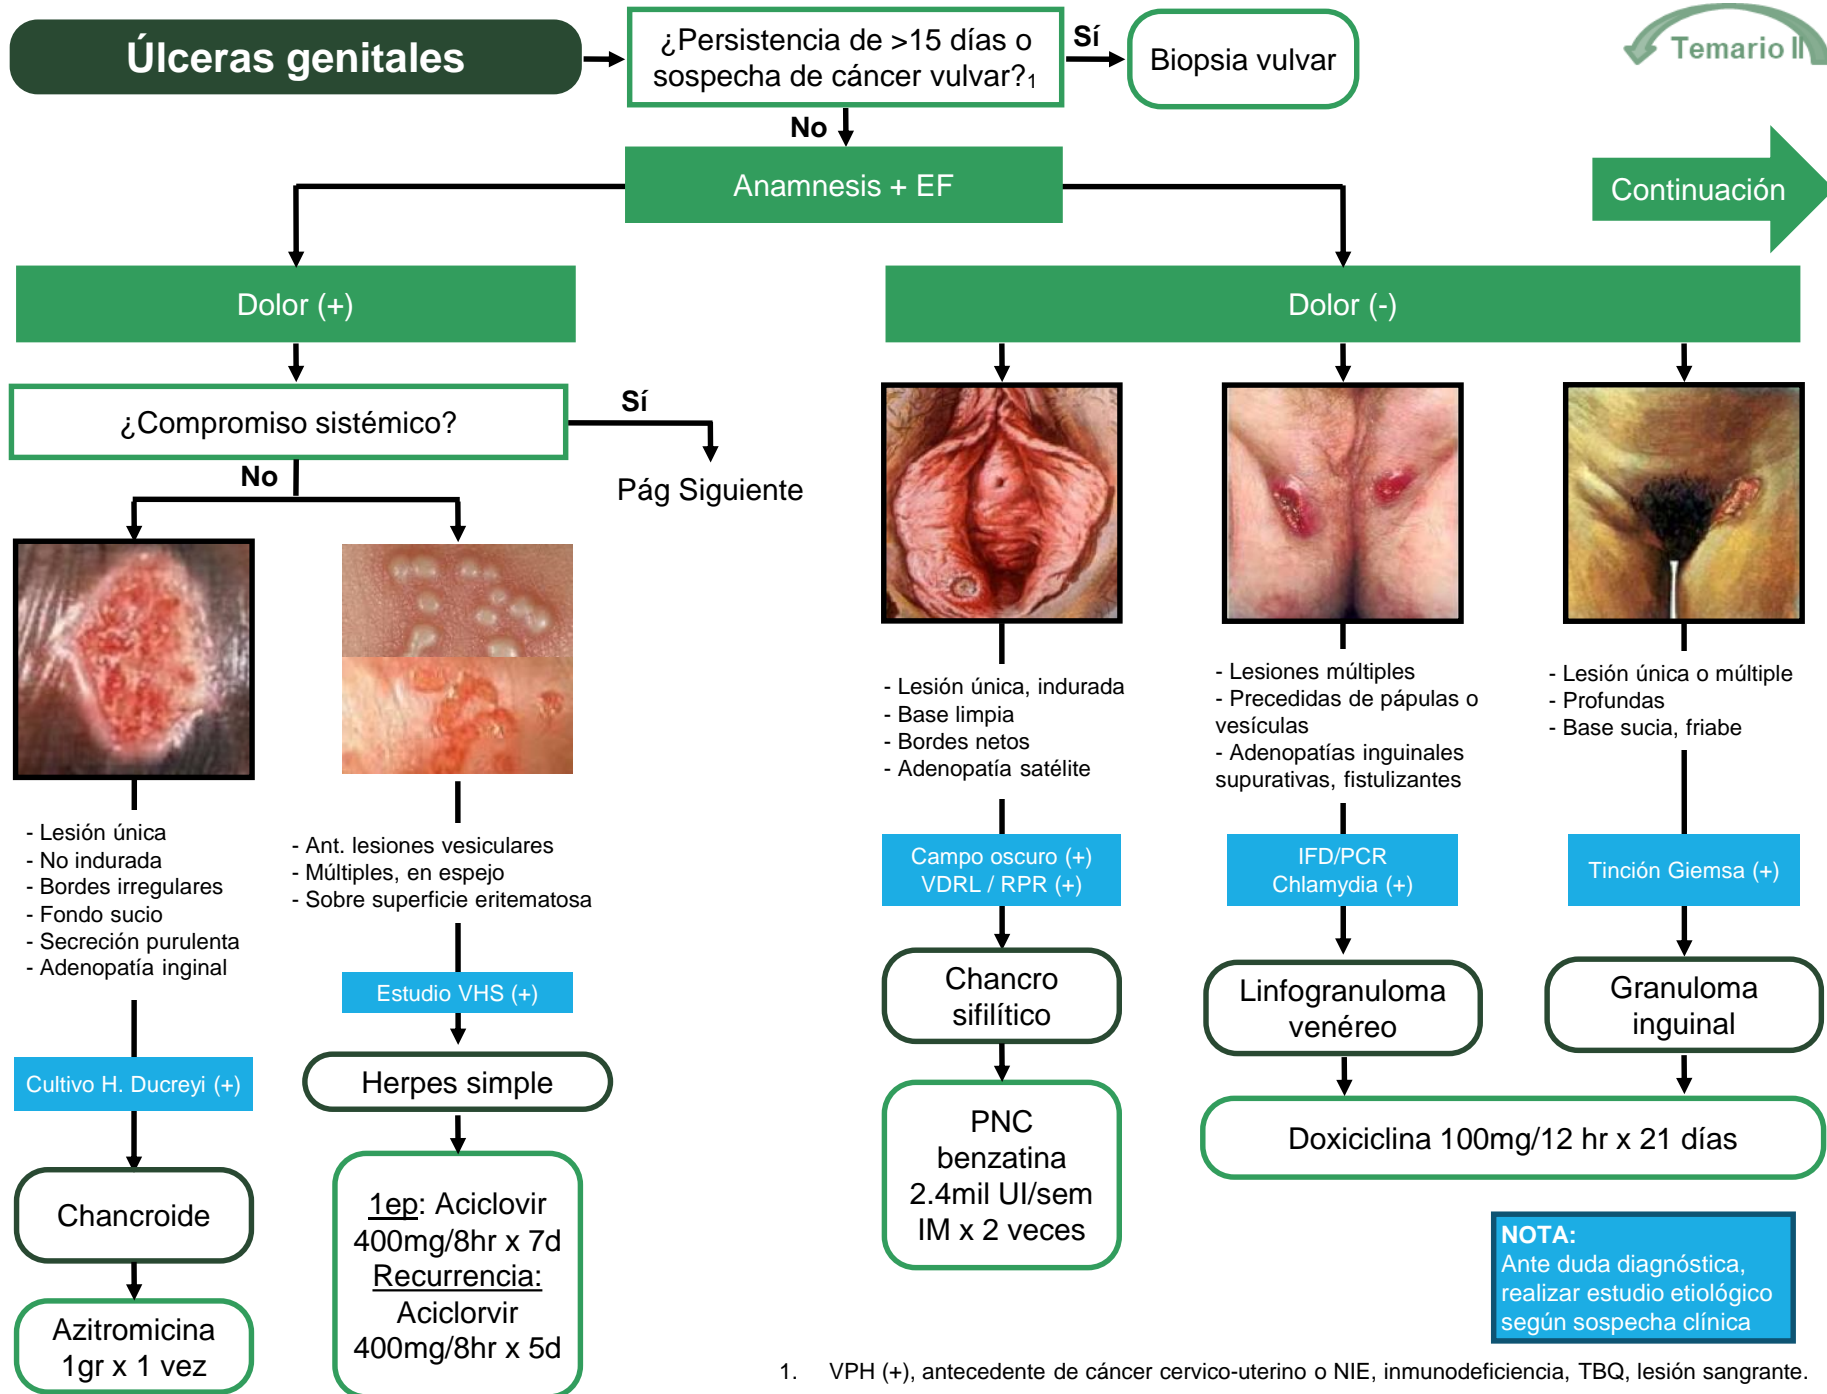 Úlceras genitales
¿Persistencia de >15 días o
sospecha de cáncer vulvar?1
Sí
Biopsia vulvar
Temario II
No
Anamnesis + EF
Continuación
Dolor (+)
Dolor (-)
¿Compromiso sistémico?
Sí
Pág Siguiente
No
- Lesión única
- No indurada
- Bordes irregulares
- Fondo sucio
- Secreción purulenta
- Adenopatía inginal
Cultivo H. Ducreyi (+)
Chancroide
Azitromicina
1gr x 1 vez
- Ant. lesiones vesiculares
- Múltiples, en espejo
- Sobre superficie eritematosa
Estudio VHS (+)
Herpes simple
1ep: Aciclovir
400mg/8hr x 7d
Recurrencia:
Aciclorvir
400mg/8hr x 5d
- Lesión única, indurada
- Base limpia
- Bordes netos
- Adenopatía satélite
Campo oscuro (+)
VDRL / RPR (+)
Chancro
sifilítico
PNC
benzatina
2.4mil UI/sem
IM x 2 veces
- Lesiones múltiples
- Precedidas de pápulas o
vesículas
- Adenopatías inguinales
supurativas, fistulizantes
IFD/PCR
Chlamydia (+)
Linfogranuloma
venéreo
- Lesión única o múltiple
- Profundas
- Base sucia, friabe
Tinción Giemsa (+)
Granuloma
inguinal
Doxiciclina 100mg/12 hr x 21 días
NOTA:
Ante duda diagnóstica,
realizar estudio etiológico
según sospecha clínica
1. VPH (+), antecedente de cáncer cervico-uterino o NIE, inmunodeficiencia, TBQ, lesión sangrante.